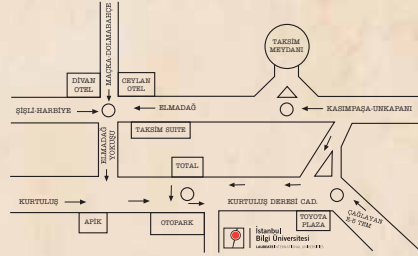 MAÇKA-DOLMABAHÇE
TAKSİM
MEYDANI
DİVAN
OTEL
CEYLAN
OTEL
ŞİŞLİ-HARBİYE
ELMADAĞ
KASIMPAŞA-UNKAPANI
TAKSİM SUITE
ELMADAĞ
YOKUŞU
TOTAL
KURTULUŞ
KURTULUŞ DERESİ CAD.
ÇAĞLAYAN
E-5 TEM
APİK
OTOPARK
TOYOTA
PLAZA
İstanbul
Bilgi Üniversitesi